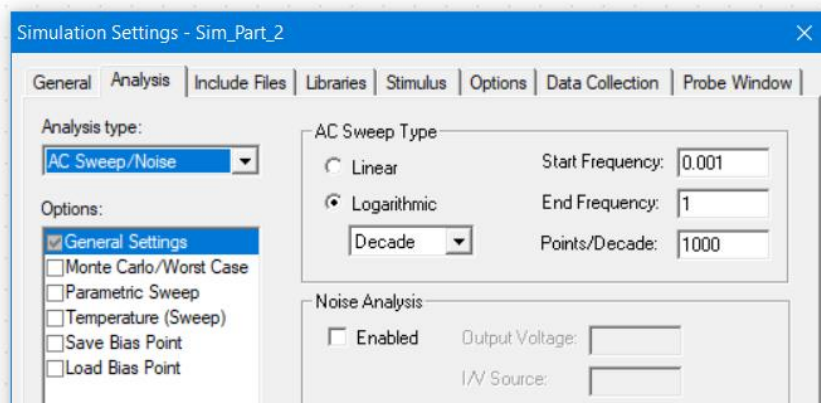 Simulation Settings - Sim_Part_2
General Analysis Include Files Libraries Stimulus Options Data Collection Probe Window
Analysis type:
AC Sweep/Noise
Options:
General Settings
Monte Carlo/Worst Case
Parametric Sweep
Temperature (Sweep)
Save Bias Point
Load Bias Point
AC Sweep Type
Linear
Logarithmic
Decade
Start Frequency: 0.001
End Frequency: 1
Points/Decade: 1000
Noise Analysis
Enabled
Output Voltage:
I/V Source: